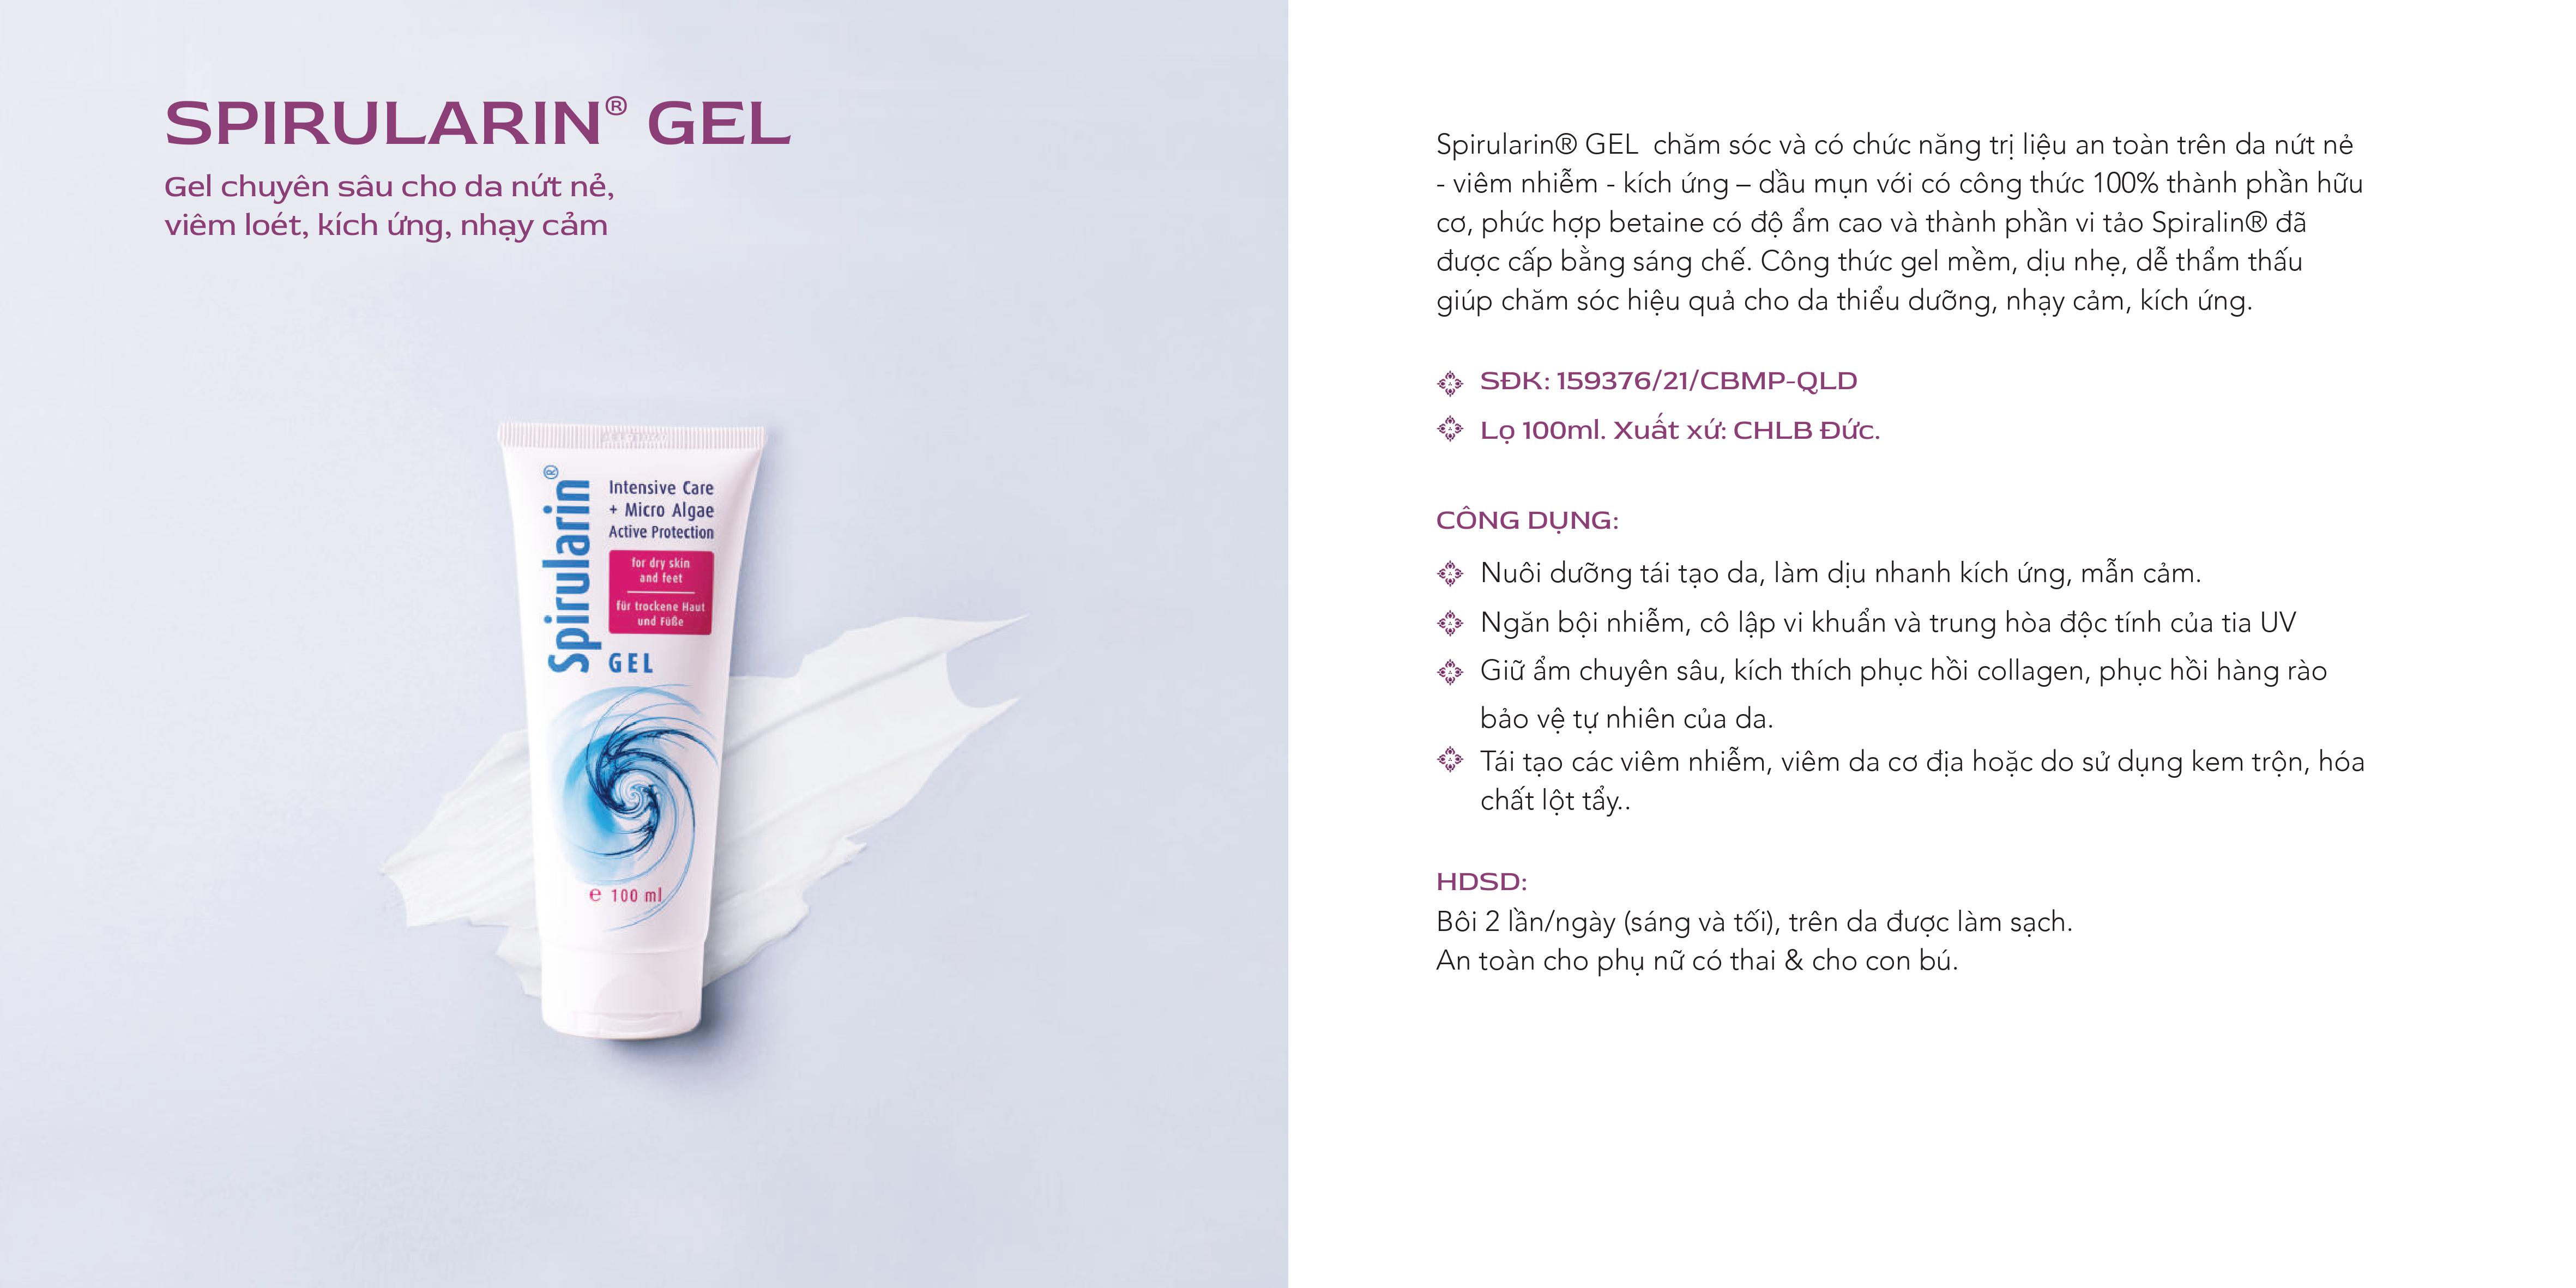 SPIRULARIN® GEL
Gel chuyên sâu cho da nứt nẻ,
viêm loét, kích ứng, nhạy cảm
Spirularin®
Intensive Care
+ Micro Algae
Active Protection
for dry skin
and feet
für trockene Haut
und Füße
GEL
e 100 ml
Spirularin® GEL chăm sóc và có chức năng trị liệu an toàn trên da nứt nẻ
- viêm nhiễm - kích ứng – dầu mụn với có công thức 100% thành phần hữu
cơ, phức hợp betaine có độ ẩm cao và thành phần vi tảo Spiralin® đã
được cấp bằng sáng chế. Công thức gel mềm, dịu nhẹ, dễ thẩm thấu
giúp chăm sóc hiệu quả cho da thiểu dưỡng, nhạy cảm, kích ứng.
SĐK: 159376/21/CBMP-QLD
Lọ 100ml. Xuất xứ: CHLB Đức.
CÔNG DỤNG:
Nuôi dưỡng tái tạo da, làm dịu nhanh kích ứng, mẫn cảm.
Ngăn bội nhiễm, cô lập vi khuẩn và trung hòa độc tính của tia UV
Giữ ẩm chuyên sâu, kích thích phục hồi collagen, phục hồi hàng rào
bảo vệ tự nhiên của da.
Tái tạo các viêm nhiễm, viêm da cơ địa hoặc do sử dụng kem trộn, hóa
chất lột tẩy..
HDSD:
Bôi 2 lần/ngày (sáng và tối), trên da được làm sạch.
An toàn cho phụ nữ có thai & cho con bú.